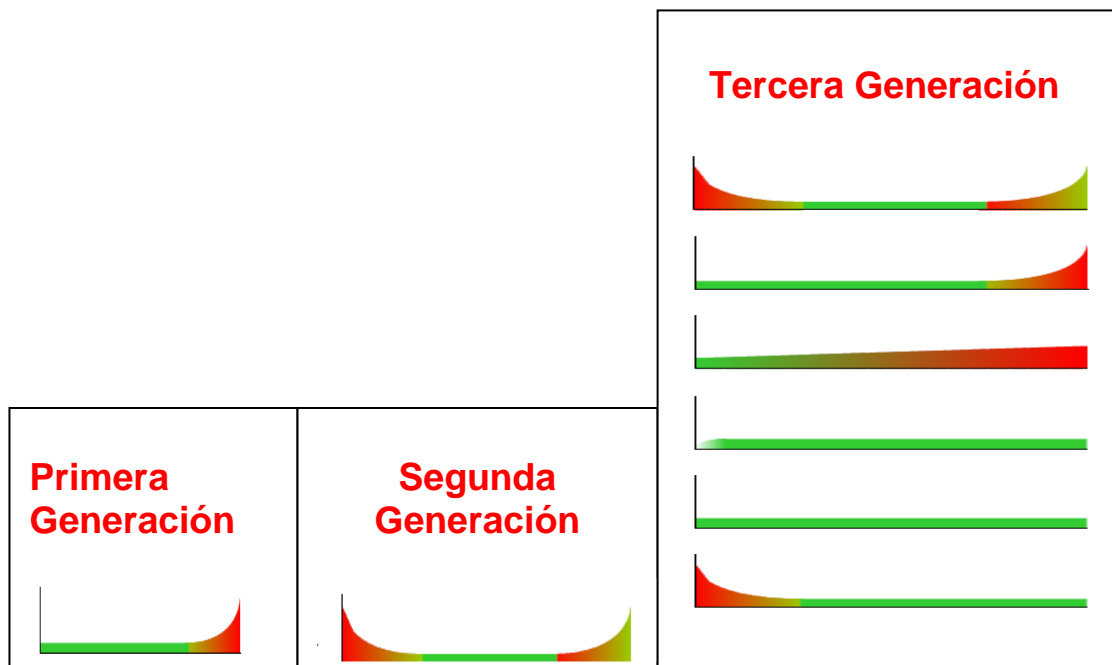 Tercera Generación
Primera
Generación
Segunda
Generación